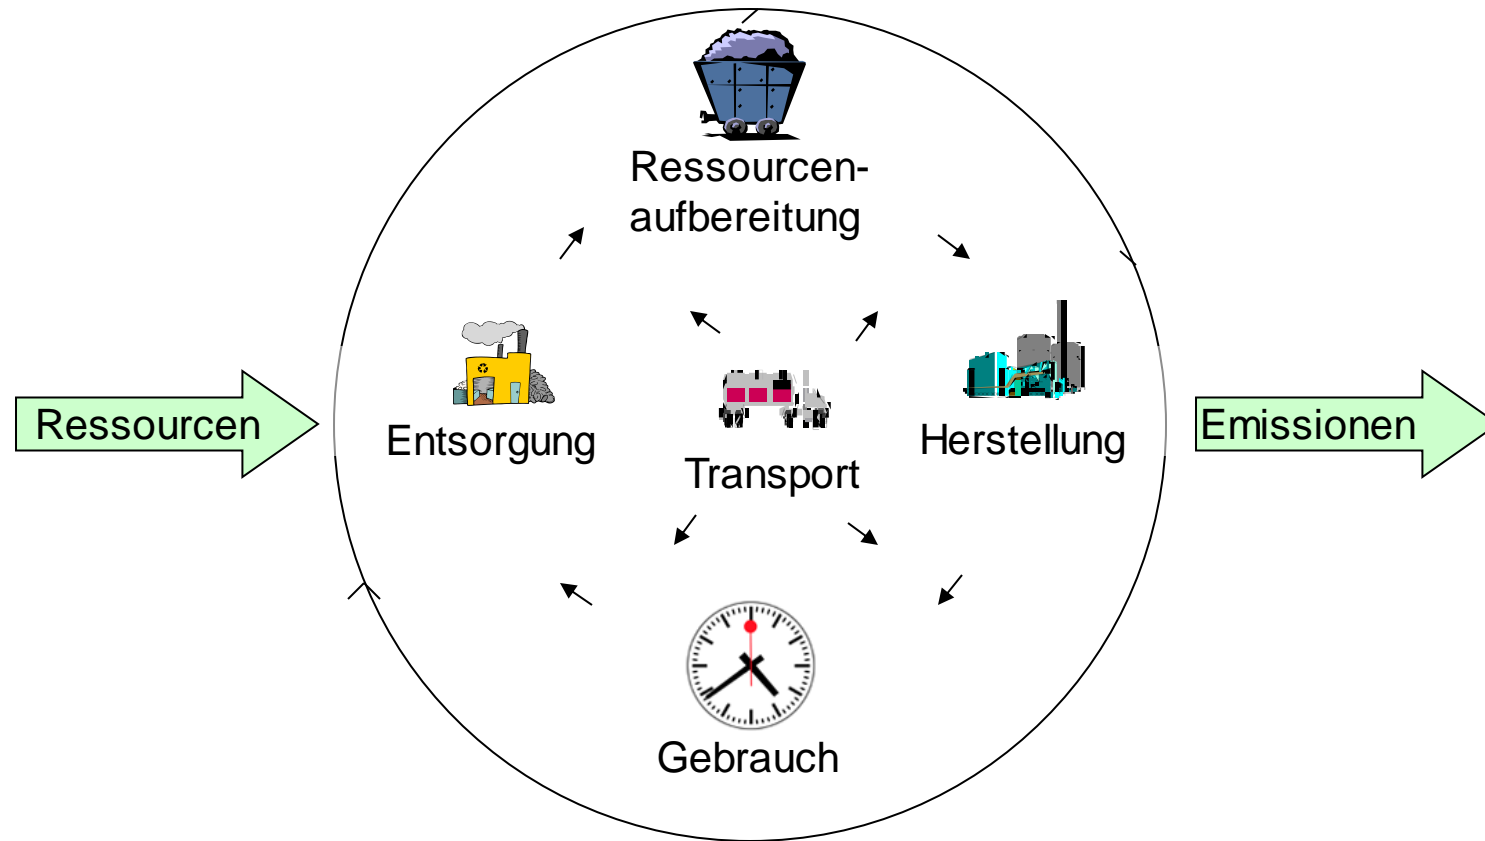 Ressourcen-
aufbereitung
Ressourcen
Entsorgung
Transport
Herstellung
Emissionen
Gebrauch